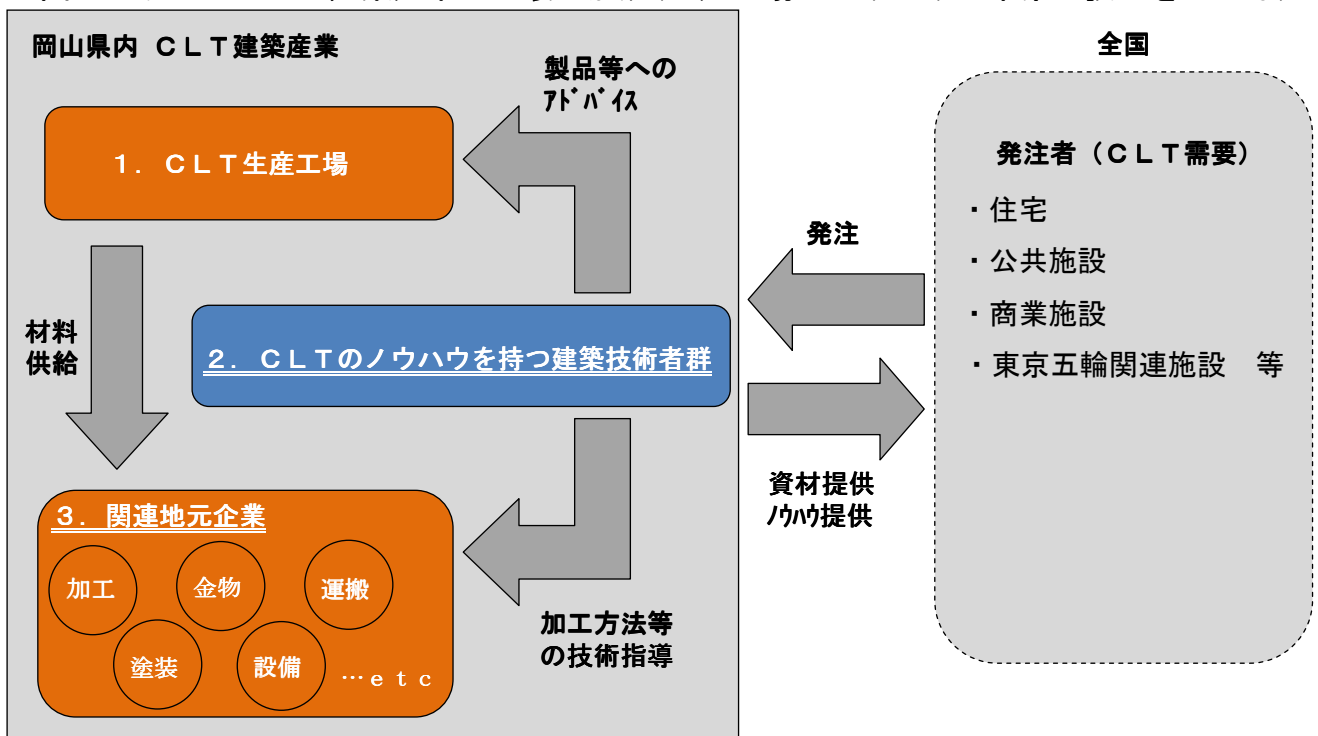 岡山県内 ＣＬＴ建築産業
製品等への
ｱﾄﾞﾊﾞｲｽ
１．ＣＬＴ生産工場
材料
供給
２．ＣＬＴのノウハウを持つ建築技術者群
３．関連地元企業
加工
金物
運搬
塗装
設備
…ｅｔｃ
加工方法等
の技術指導
発注
資材提供
ﾉｳﾊｳ提供
全国
発注者（ＣＬＴ需要）
・住宅
・公共施設
・商業施設
・東京五輪関連施設　等